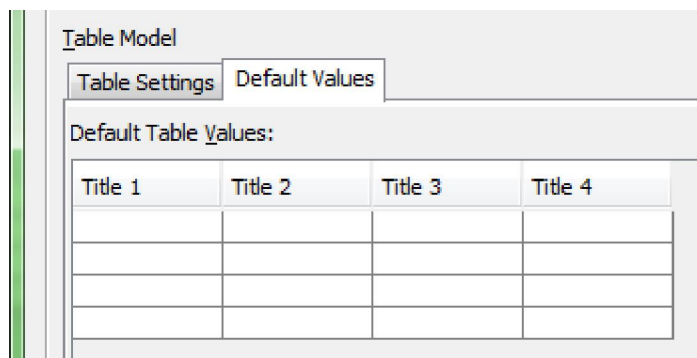 Table Model
Table Settings Default Values
Default Table Values:
Title 1 Title 2 Title 3 Title 4